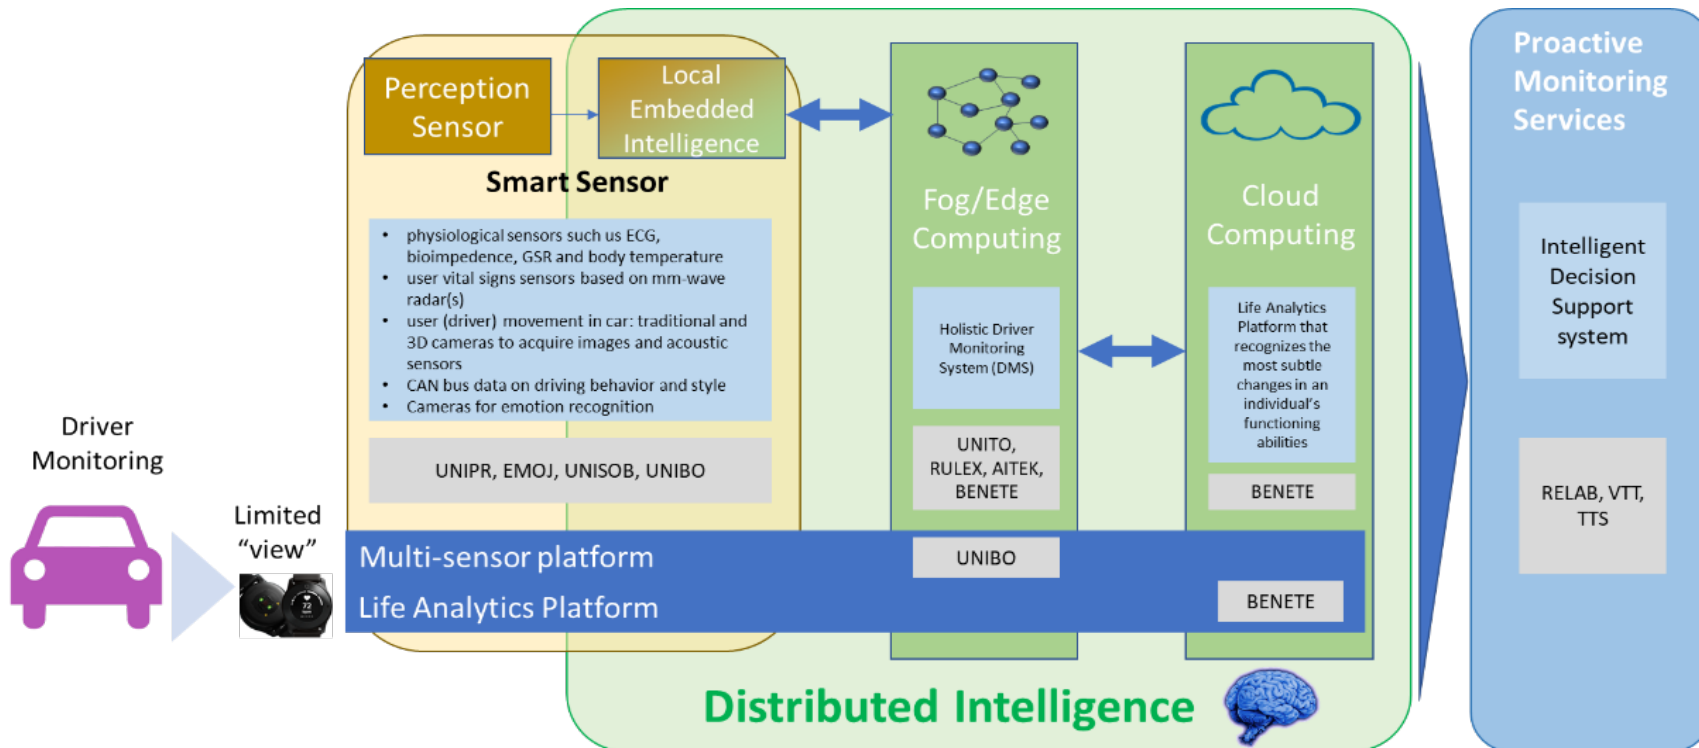 Driver
Monitoring
Limited
“view”
72
Perception
Sensor
Local
Embedded
Intelligence
Smart Sensor
• physiological sensors such us ECG,
bioimpedence, GSR and body temperature
• user vital signs sensors based on mm-wave
radar(s)
• user (driver) movement in car: traditional and
3D cameras to acquire images and acoustic
sensors
• CAN bus data on driving behavior and style
• Cameras for emotion recognition
UNIPR, EMOJ, UNISOB, UNIBO
Fog/Edge
Computing
Holistic Driver
Monitoring
System (DMS)
UNITO,
RULEX, AITEK,
BENETE
Cloud
Computing
Life Analytics
Platform that
recognizes the
most subtle
changes in an
individual’s
functioning
abilities
BENETE
Multi-sensor platform
UNIBO
Life Analytics Platform
BENETE
Distributed Intelligence
Proactive
Monitoring
Services
Intelligent
Decision
Support
system
RELAB, VTT,
TTS